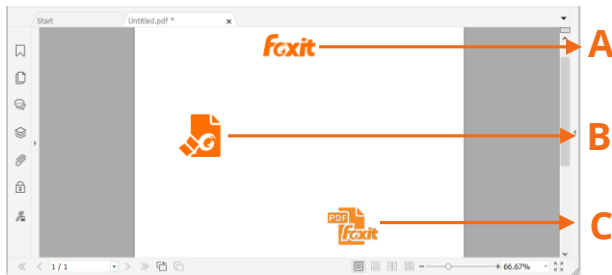 Start
Untitled.pdf *
foxit
A
B
PDF
foxit
C
1 / 1
66.67%